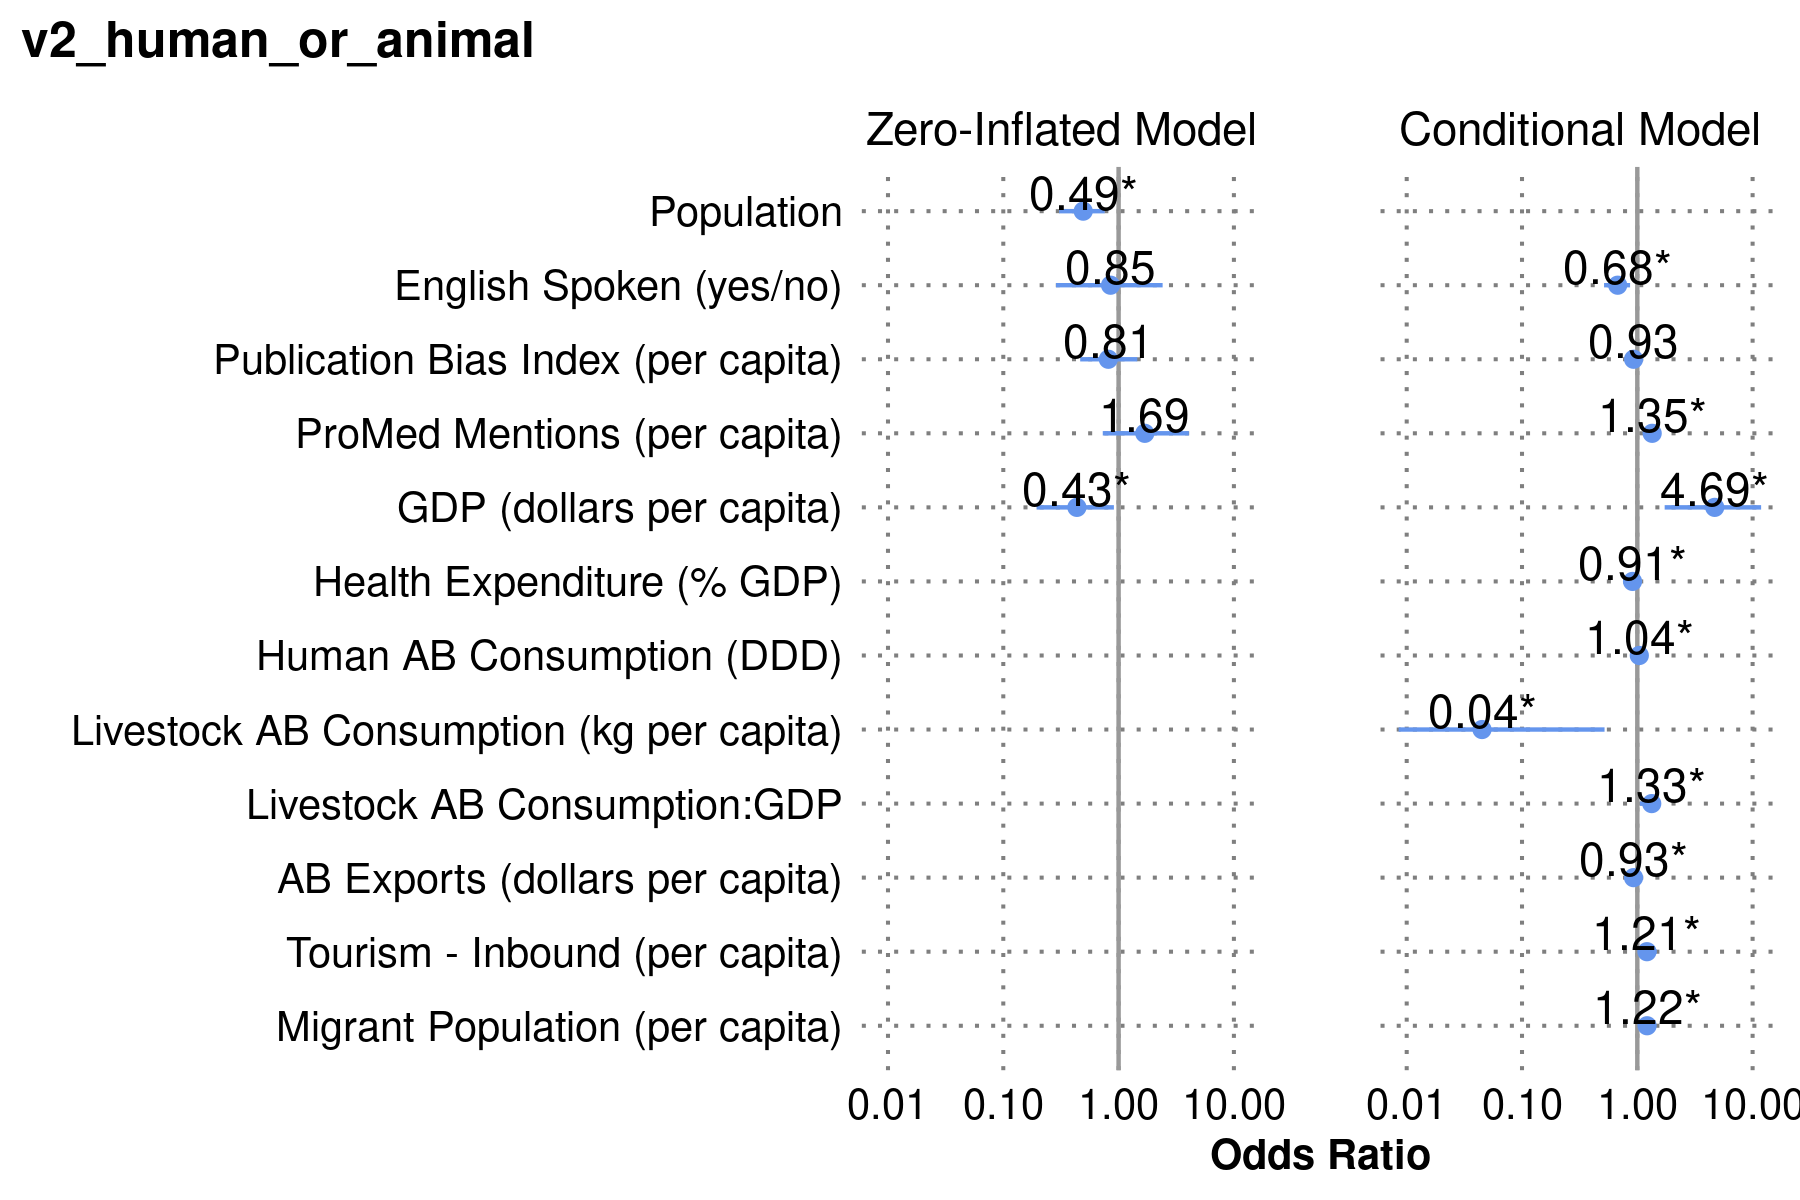 v2_human_or_animal
Zero-Inflated Model Conditional Model
Population 0.49*
English Spoken (yes/no) 0.85 0.68*
Publication Bias Index (per capita) 0.81 0.93
ProMed Mentions (per capita) 1.69 1.35*
GDP (dollars per capita) 0.43* 4.69*
Health Expenditure (% GDP) 0.91*
Human AB Consumption (DDD) 1.04*
Livestock AB Consumption (kg per capita) 0.04*
Livestock AB Consumption:GDP 1.33*
AB Exports (dollars per capita) 0.93*
Tourism - Inbound (per capita) 1.21*
Migrant Population (per capita) 1.22*
0.01 0.10 1.00 10.00 0.01 0.10 1.00 10.00
Odds Ratio